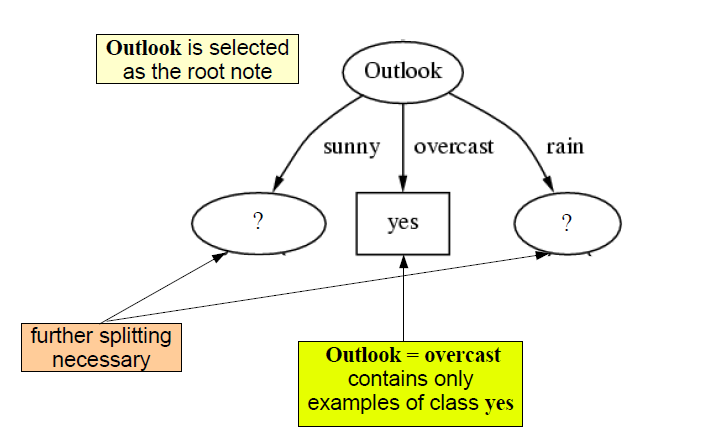 Outlook is selected
as the root note
Outlook
sunny
overcast
rain
?
yes
?
further splitting
necessary
Outlook = overcast
contains only
examples of class yes